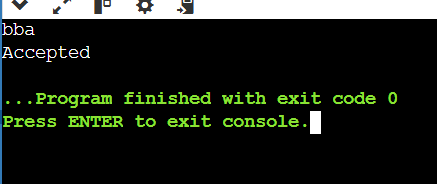 bba
Accepted
...Program finished with exit code 0
Press ENTER to exit console.